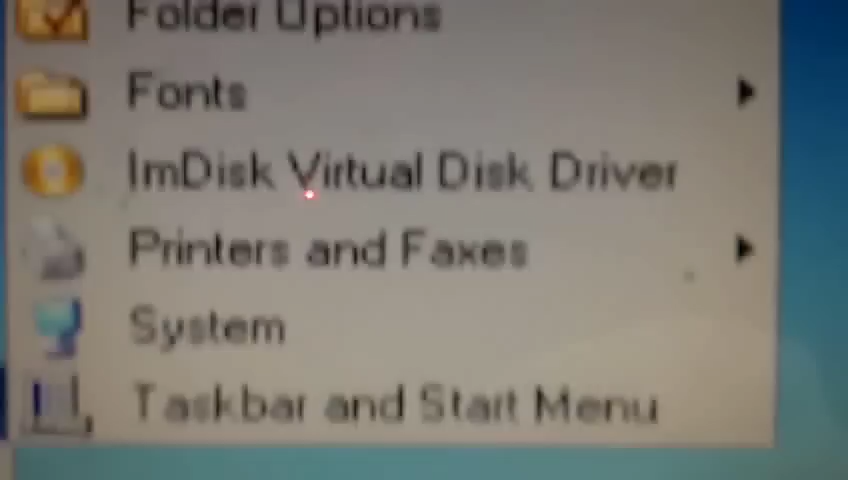 Folder Options
Fonts
ImDisk Virtual Disk Driver
Printers and Faxes
System
Taskbar and Start Menu